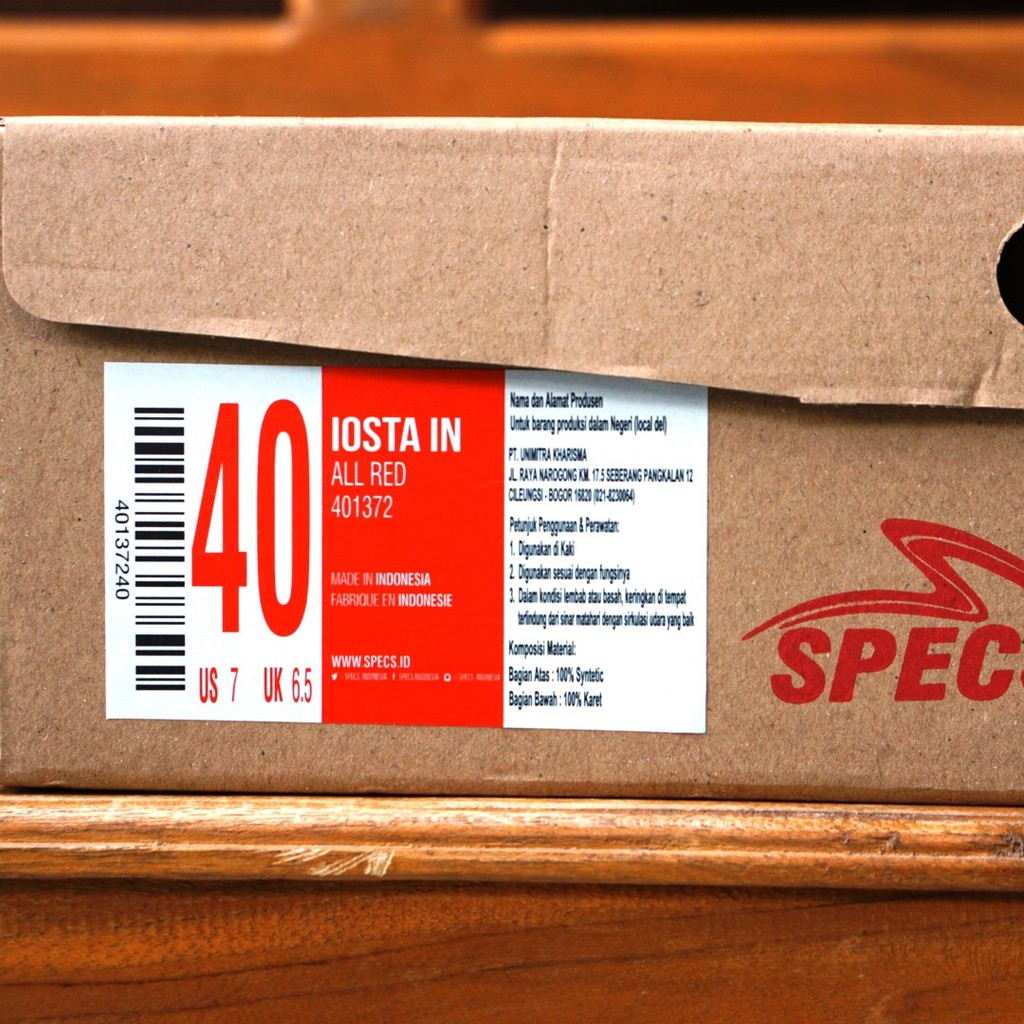 40137240
40
US 7 UK 6.5
IOSTA IN
ALL RED
401372
MADE IN INDONESIA
FABRIQUE EN INDONESIE
WWW.SPECS.ID
SPECS_INDONESIA SPECS INDONESIA @ SPECS_INDONESIA
Nama dan Alamat Produsen
Untuk barang produksi dalam Negeri (local del)
PT. UNIMITRA KHARISMA
JL. RAYA NAROGONG KM. 17.5 SEBERANG PANGKALAN 12
CILEUNGSI - BOGOR 16820 (021-8230064)
Petunjuk Penggunaan & Perawatan:
1. Digunakan di Kaki
2. Digunakan sesuai dengan fungsinya
3. Dalam kondisi lembab atau basah, keringkan di tempat
terlindung dari sinar matahari dengan sirkulasi udara yang baik
Komposisi Material:
Bagian Atas : 100% Syntetic
Bagian Bawah : 100% Karet
SPECS